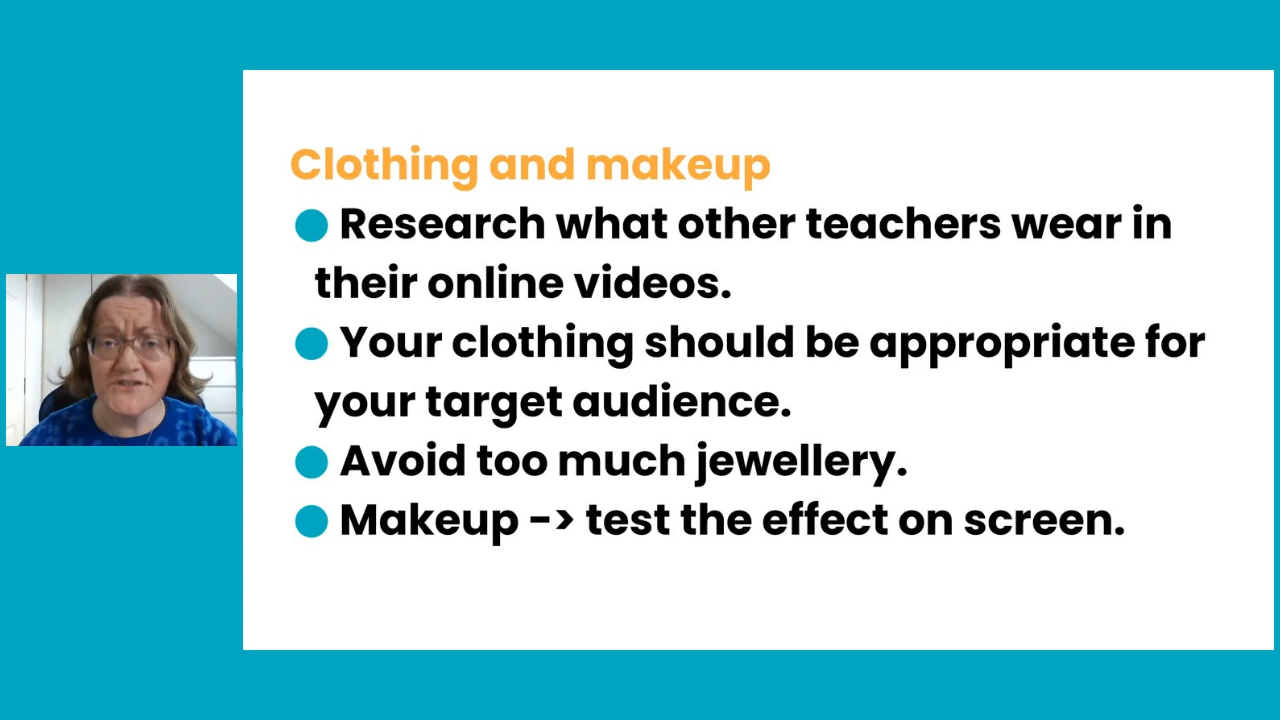 Clothing and makeup
● Research what other teachers wear in
their online videos.
● Your clothing should be appropriate for
your target audience.
● Avoid too much jewellery.
● Makeup -> test the effect on screen.